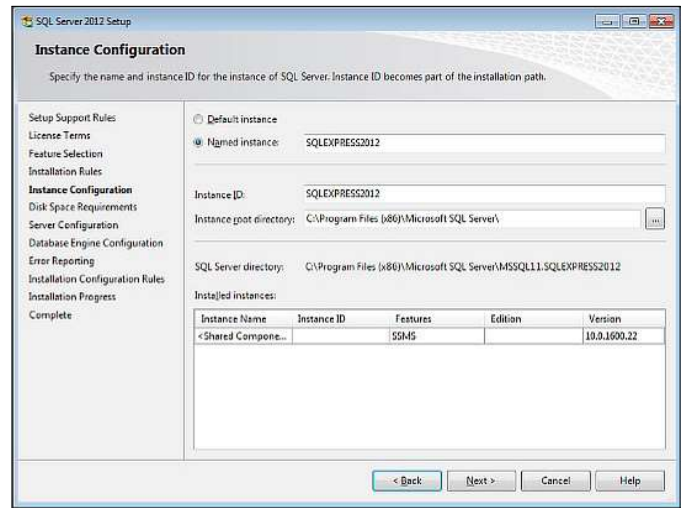 SQL Server 2012 Setup
Instance Configuration
Specify the name and instance ID for the instance of SQL Server. Instance ID becomes part of the installation path.
Setup Support Rules
License Terms
Feature Selection
Installation Rules
Instance Configuration
Disk Space Requirements
Server Configuration
Database Engine Configuration
Error Reporting
Installation Configuration Rules
Installation Progress
Complete
Default instance
Named instance: SQLEXPRESS2012
Instance ID: SQLEXPRESS2012
Instance root directory: C:\Program Files (x86)\Microsoft SQL Server\ ...
SQL Server directory: C:\Program Files (x86)\Microsoft SQL Server\MSSQL11.SQLEXPRESS2012
Installed instances:
Instance Name Instance ID Features Edition Version
<Shared Compone... SSMS 10.0.1600.22
< Back Next > Cancel Help